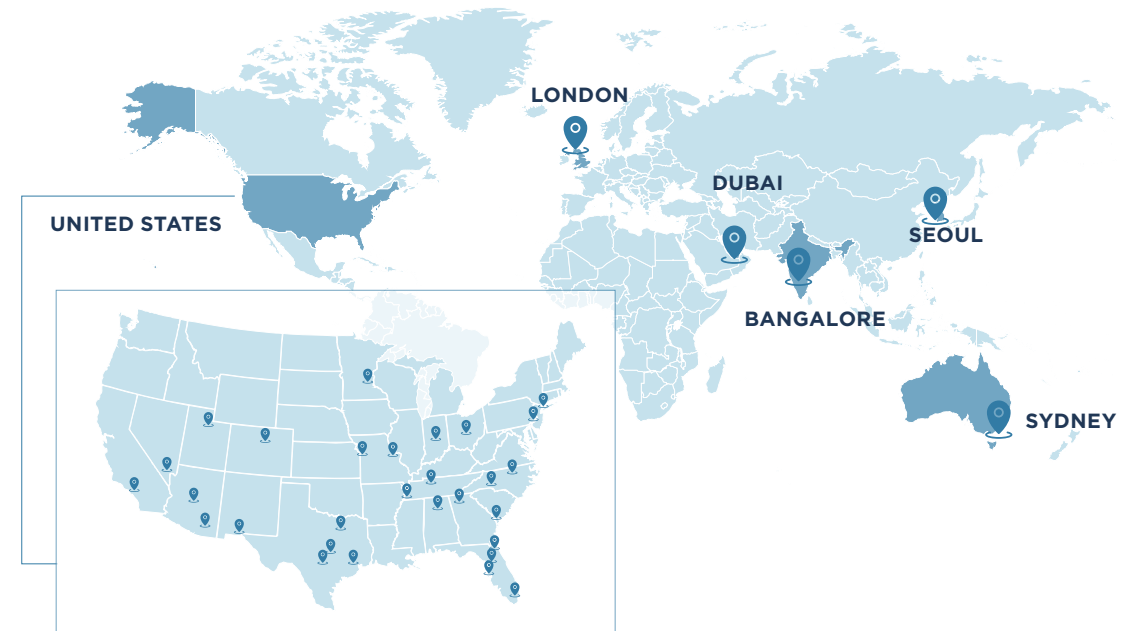 LONDON
DUBAI
UNITED STATES
SEOUL
BANGALORE
SYDNEY